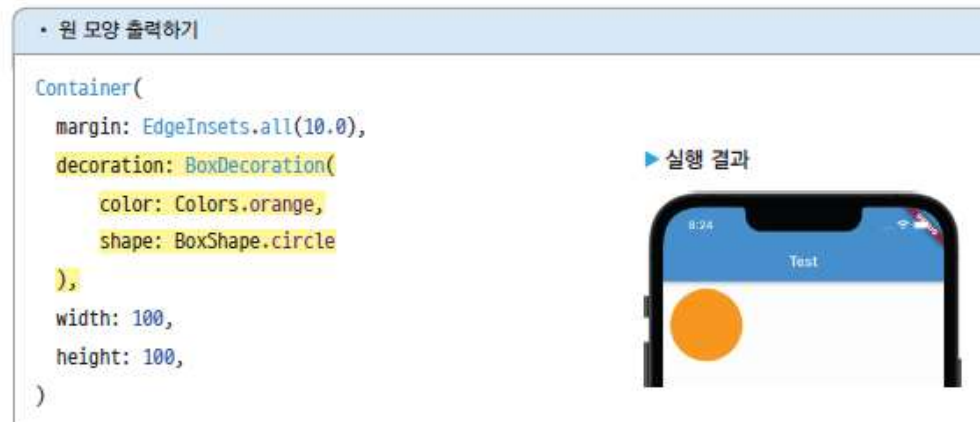 • 원 모양 출력하기
Container(
margin: EdgeInsets.all(10.0),
decoration: BoxDecoration(
color: Colors.orange,
shape: BoxShape.circle
),
width: 100,
height: 100,
)
▶ 실행 결과
8:24
Test